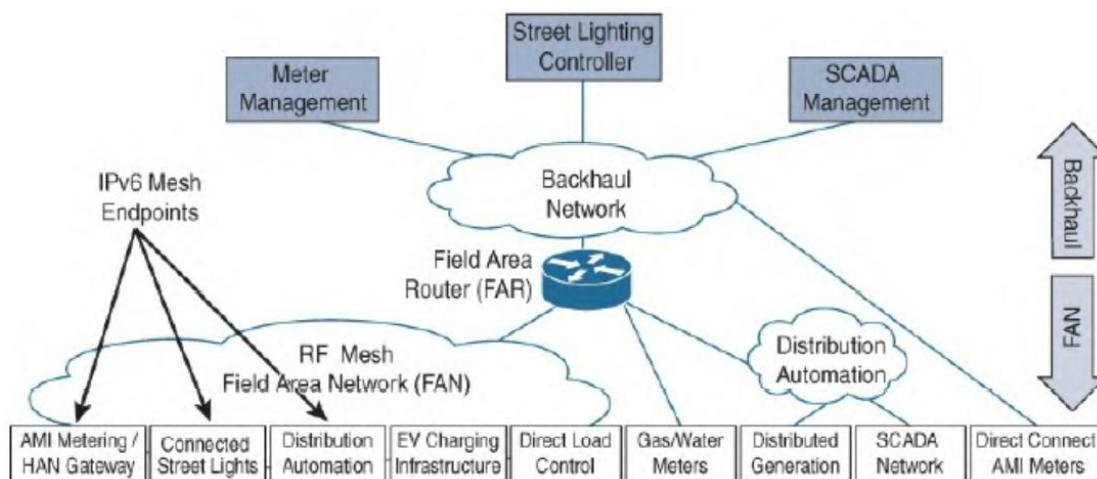 Street Lighting
Controller
Meter
Management
SCADA
Management
IPv6 Mesh
Endpoints
Backhaul
Network
Backhaul
Field Area
Router (FAR)
FAN
RF Mesh
Field Area Network (FAN)
Distribution
Automation
AMI Metering /
HAN Gateway
Connected
Street Lights
Distribution
Automation
EV Charging
Infrastructure
Direct Load
Control
Gas/Water
Meters
Distributed
Generation
SCADA
Network
Direct Connect
AMI Meters